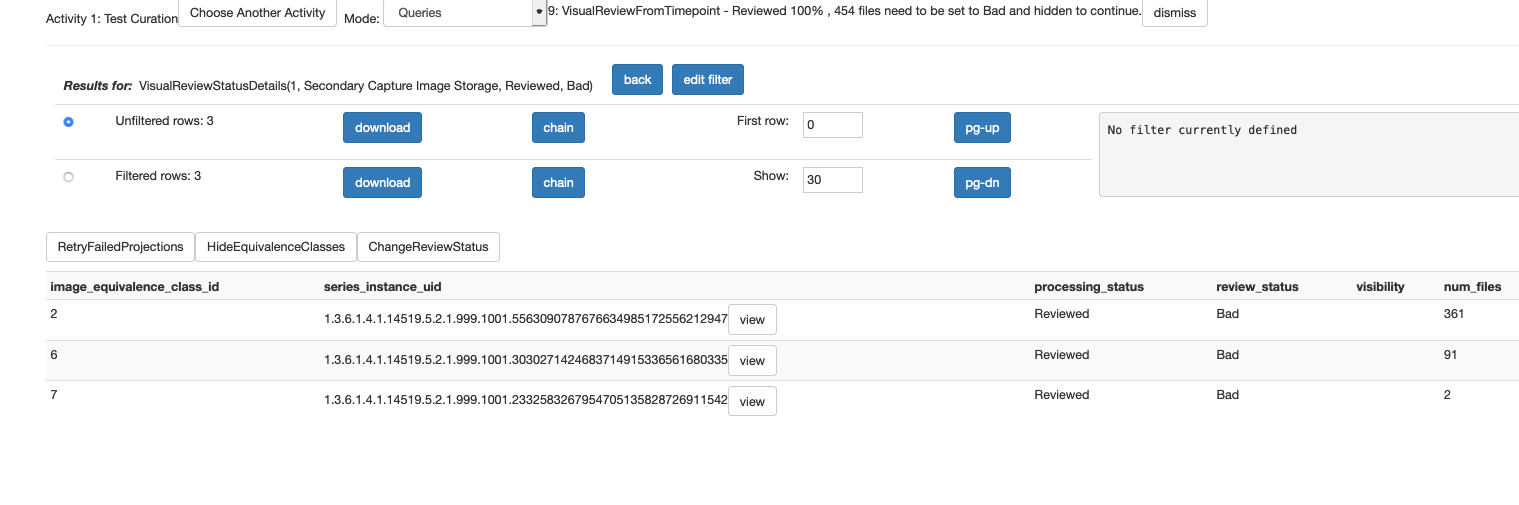 Activity 1: Test Curation Choose Another Activity Mode: Queries 9: VisualReviewFromTimepoint - Reviewed 100% , 454 files need to be set to Bad and hidden to continue. dismiss
Results for: VisualReviewStatusDetails(1, Secondary Capture Image Storage, Reviewed, Bad) back edit filter
Unfiltered rows: 3 download chain First row: 0 pg-up
No filter currently defined
Filtered rows: 3 download chain Show: 30 pg-dn
RetryFailedProjections HideEquivalenceClasses ChangeReviewStatus
image_equivalence_class_id series_instance_uid processing_status review_status visibility num_files
2 1.3.6.1.4.1.14519.5.2.1.999.1001.55630907876766349851725562​12947 view Reviewed Bad 361
6 1.3.6.1.4.1.14519.5.2.1.999.1001.30302714246837149153365616​80335 view Reviewed Bad 91
7 1.3.6.1.4.1.14519.5.2.1.999.1001.23325832679547051358287269​11542 view Reviewed Bad 2